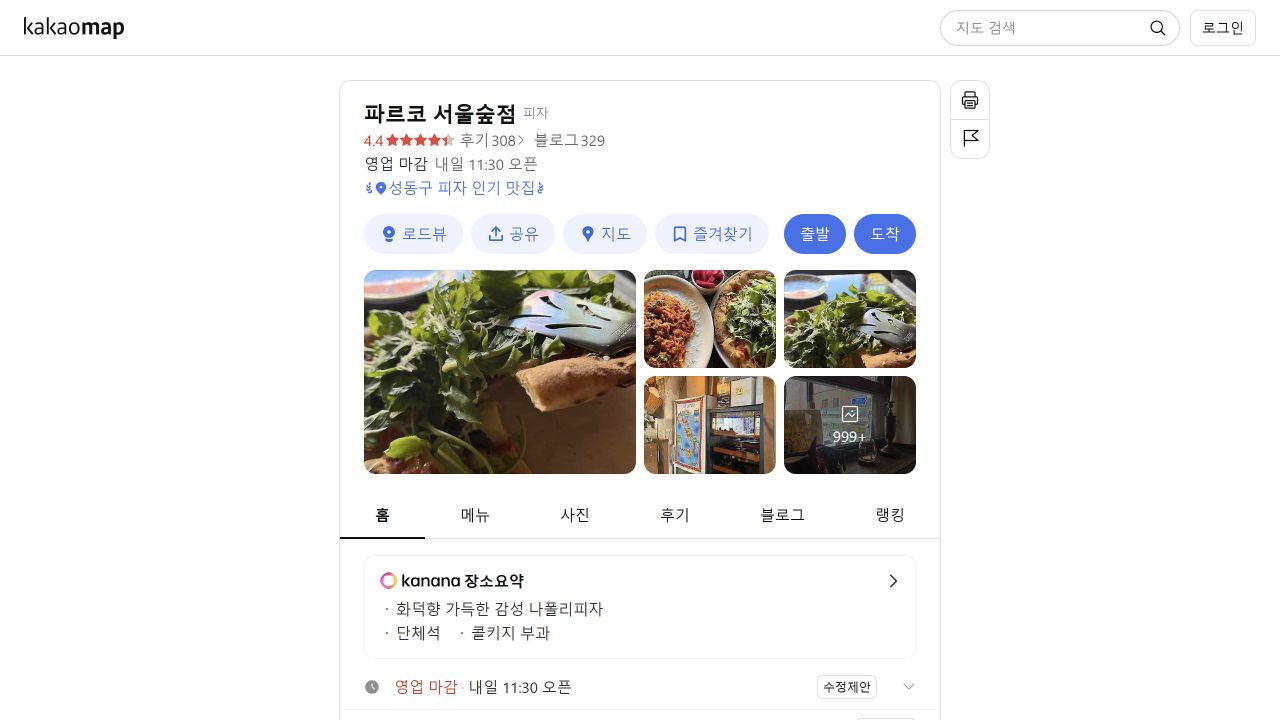 kakaomap
지도 검색
로그인
파르코 서울숲점 피자
4.4 후기 308 블로그 329
영업 마감 내일 11:30 오픈
성동구 피자 인기 맛집
로드뷰 공유 지도 즐겨찾기 출발 도착
999+
홈 메뉴 사진 후기 블로그 랭킹
kanana 장소요약
· 화덕향 가득한 감성 나폴리피자
· 단체석 · 콜키지 부과
영업 마감 · 내일 11:30 오픈 수정제안